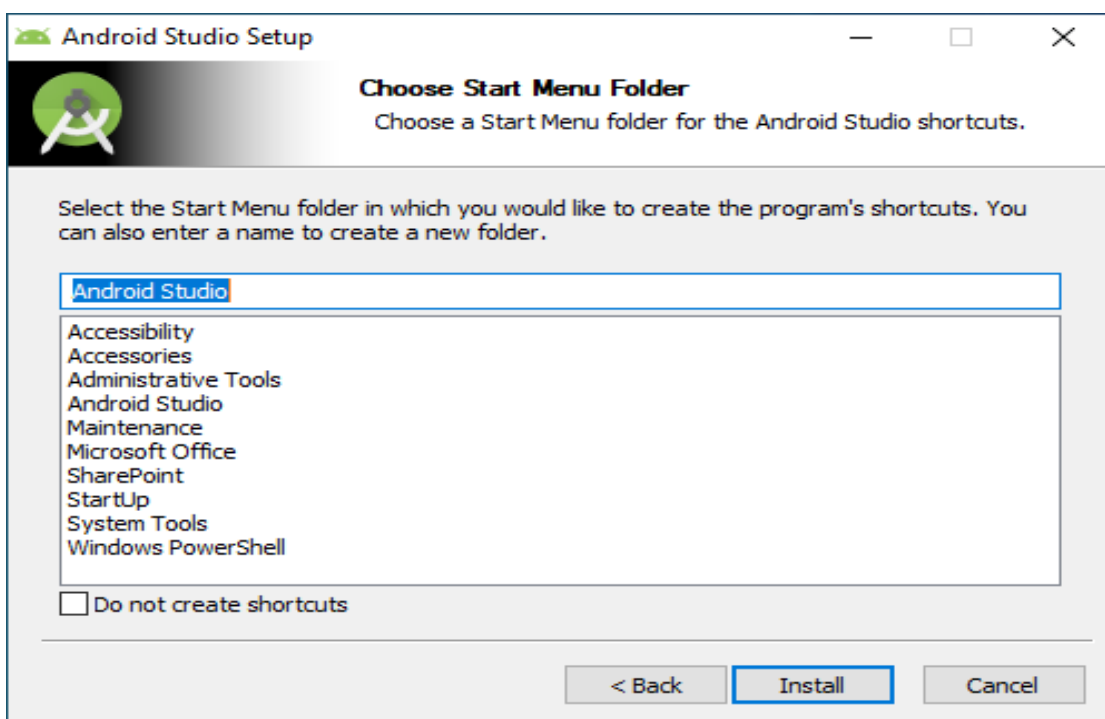 Android Studio Setup
Choose Start Menu Folder
Choose a Start Menu folder for the Android Studio shortcuts.
Select the Start Menu folder in which you would like to create the program's shortcuts. You
can also enter a name to create a new folder.
Android Studio
Accessibility
Accessories
Administrative Tools
Android Studio
Maintenance
Microsoft Office
SharePoint
StartUp
System Tools
Windows PowerShell
Do not create shortcuts
< Back
Install
Cancel